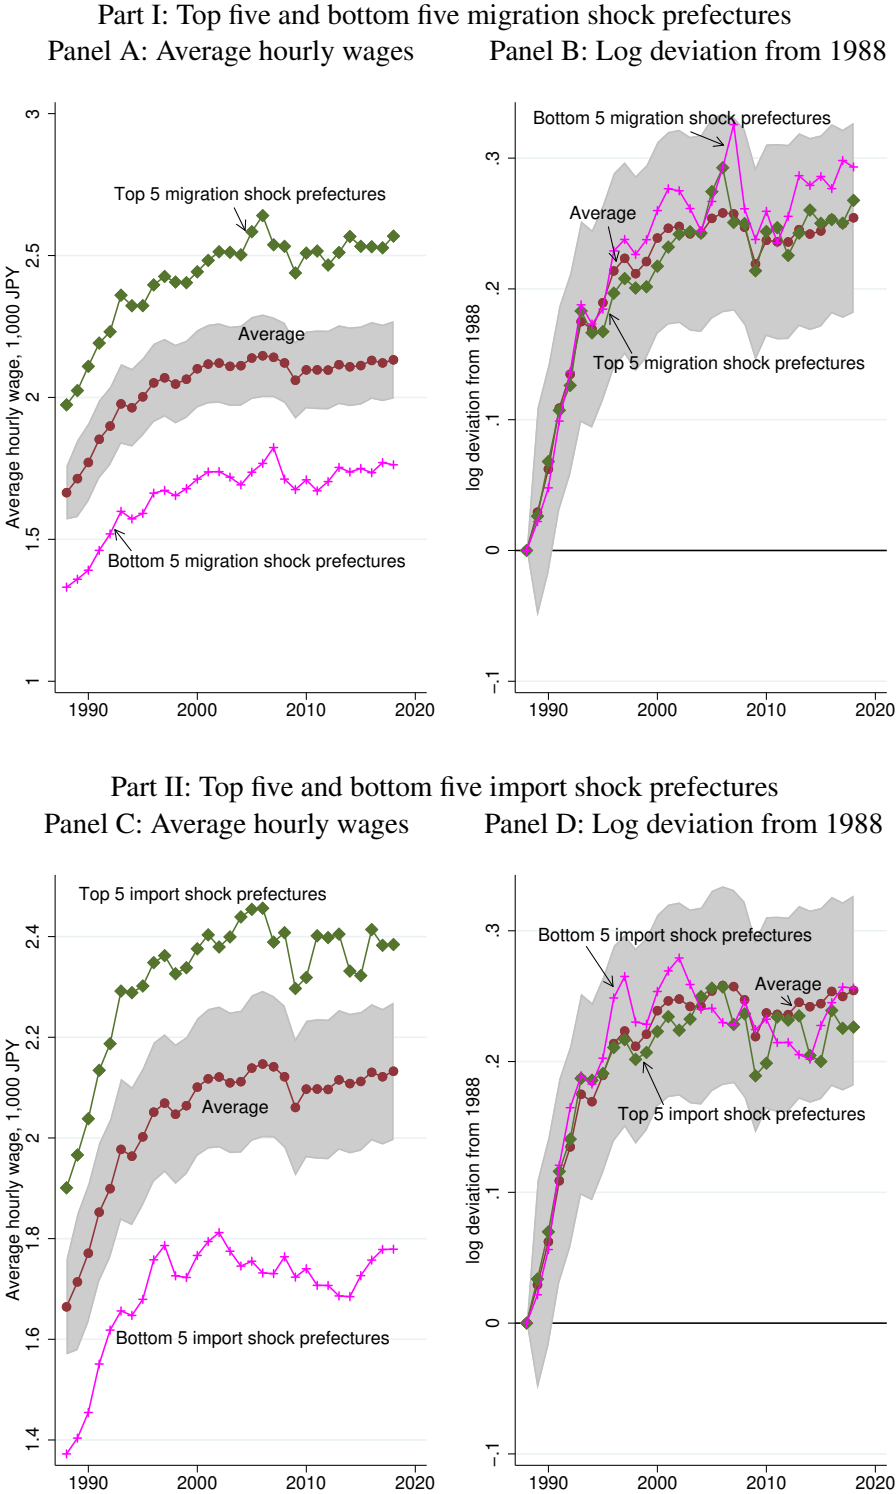 Part I: Top five and bottom five migration shock prefectures
Panel A: Average hourly wages
Panel B: Log deviation from 1988
Average hourly wage, 1,000 JPY
3
2.5
2
1.5
1
Top 5 migration shock prefectures
Average
Bottom 5 migration shock prefectures
1990 2000 2010 2020
log deviation from 1988
.3
.2
.1
0
-.1
Bottom 5 migration shock prefectures
Average
Top 5 migration shock prefectures
1990 2000 2010 2020
Part II: Top five and bottom five import shock prefectures
Panel C: Average hourly wages
Panel D: Log deviation from 1988
Average hourly wage, 1,000 JPY
2.4
2.2
2
1.8
1.6
1.4
Top 5 import shock prefectures
Average
Bottom 5 import shock prefectures
1990 2000 2010 2020
log deviation from 1988
.3
.2
.1
0
-.1
Bottom 5 import shock prefectures
Average
Top 5 import shock prefectures
1990 2000 2010 2020